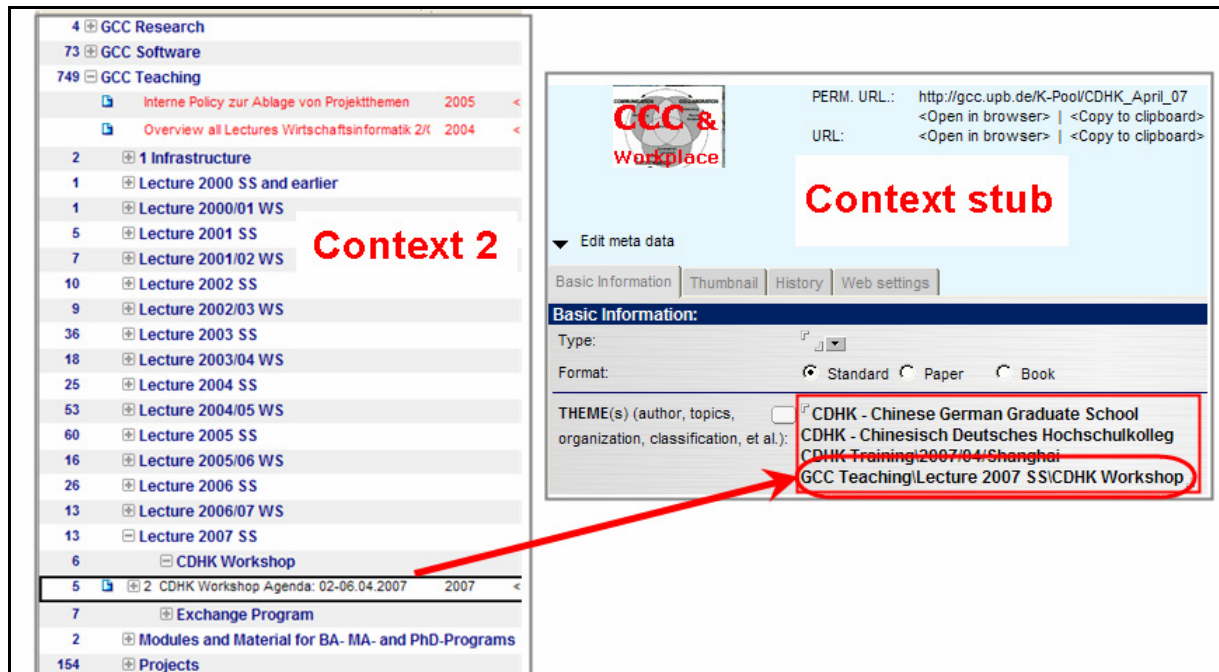 4 GCC Research
73 GCC Software
749 GCC Teaching
Interne Policy zur Ablage von Projektthemen 2005 <
Overview all Lectures Wirtschaftsinformatik 2/( 2004 <
2 1 Infrastructure
1 Lecture 2000 SS and earlier
1 Lecture 2000/01 WS
5 Lecture 2001 SS
7 Lecture 2001/02 WS
10 Lecture 2002 SS
9 Lecture 2002/03 WS
36 Lecture 2003 SS
18 Lecture 2003/04 WS
25 Lecture 2004 SS
53 Lecture 2004/05 WS
60 Lecture 2005 SS
16 Lecture 2005/06 WS
26 Lecture 2006 SS
13 Lecture 2006/07 WS
13 Lecture 2007 SS
6 CDHK Workshop
5 2 CDHK Workshop Agenda: 02-06.04.2007 2007 <
7 Exchange Program
2 Modules and Material for BA- MA- and PhD-Programs
154 Projects
Context 2
CCC &
Workplace
PERM. URL.: http://gcc.upb.de/K-Pool/CDHK_April_07
<Open in browser> | <Copy to clipboard>
URL: <Open in browser> | <Copy to clipboard>
Context stub
Edit meta data
Basic Information Thumbnail History Web settings
Basic Information:
Type:
Format: Standard Paper Book
THEME(s) (author, topics,
organization, classification, et al.):
CDHK - Chinese German Graduate School
CDHK - Chinesisch Deutsches Hochschulkolleg
CDHK Training\2007/04/Shanghai
GCC Teaching\Lecture 2007 SS\CDHK Workshop